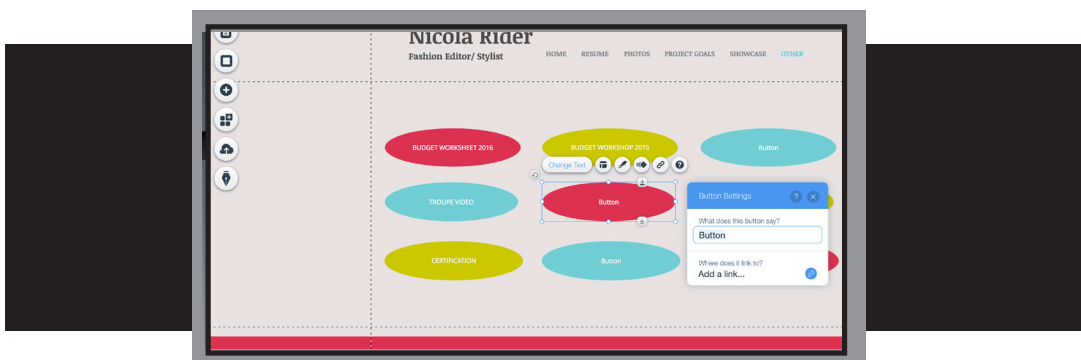 Nicola Rider
Fashion Editor/ Stylist
HOME RESUME PHOTOS PROJECT GOALS SHOWCASE OTHER
BUDGET WORKSHEET 2016
BUDGET WORKSHOP 2015
Button
Change Text
TROUPE VIDEO
Button
Button Settings
What does this button say?
Button
CERTIFICATION
Button
Where does it link to?
Add a link...